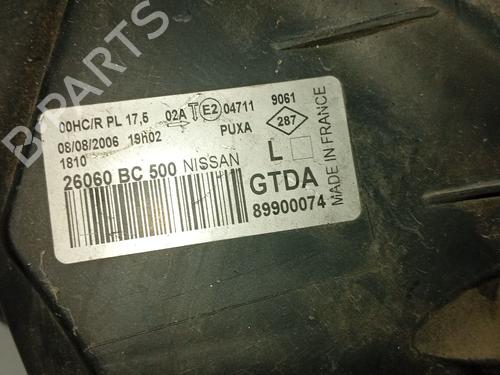 B-PARTS
00HC/R PL 17,5 02A T E2 04711 9061
08/08/2006 19h02 PUXA 287
1810 L
26060 BC 500 NISSAN GTDA
89900074
MADE IN FRANCE